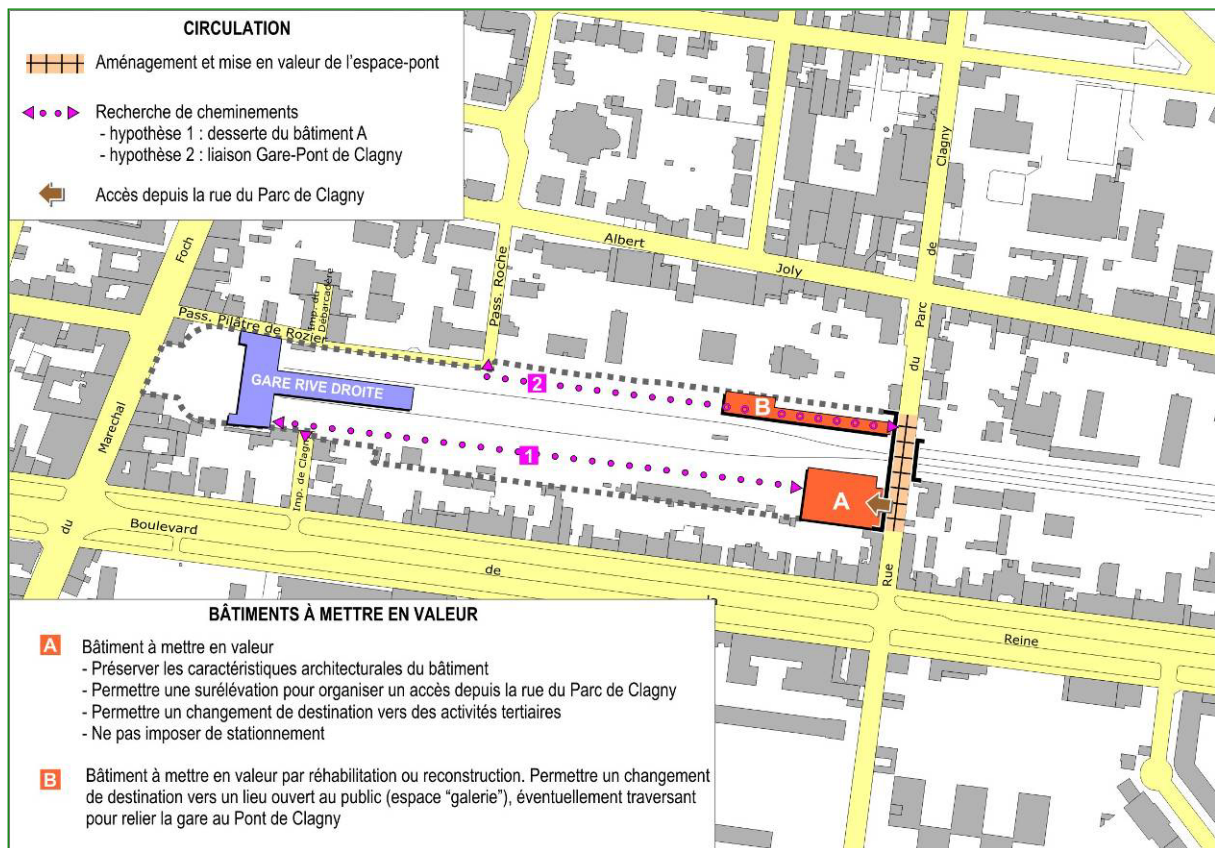 CIRCULATION
Aménagement et mise en valeur de l'espace-pont
Recherche de cheminements
- hypothèse 1 : desserte du bâtiment A
- hypothèse 2 : liaison Gare-Pont de Clagny
Accès depuis la rue du Parc de Clagny
Clagny
de
Parc
du
Rue
Albert
Joly
Foch
Marechal
du
Pass. Roche
Imp. du
Débarcadère
Pass. Pilâtre de Rozier
GARE RIVE DROITE
2
B
1
A
Imp. de Clagny
Boulevard
de
la
Reine
BÂTIMENTS À METTRE EN VALEUR
A Bâtiment à mettre en valeur
- Préserver les caractéristiques architecturales du bâtiment
- Permettre une surélévation pour organiser un accès depuis la rue du Parc de Clagny
- Permettre un changement de destination vers des activités tertiaires
- Ne pas imposer de stationnement
B Bâtiment à mettre en valeur par réhabilitation ou reconstruction. Permettre un changement
de destination vers un lieu ouvert au public (espace "galerie"), éventuellement traversant
pour relier la gare au Pont de Clagny